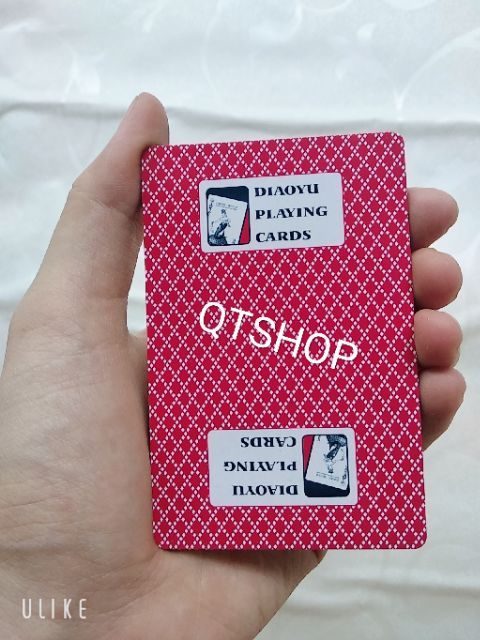 DIAOYU
PLAYING
CARDS
QTSHOP
DIAOYU
PLAYING
CARDS
ULIKE